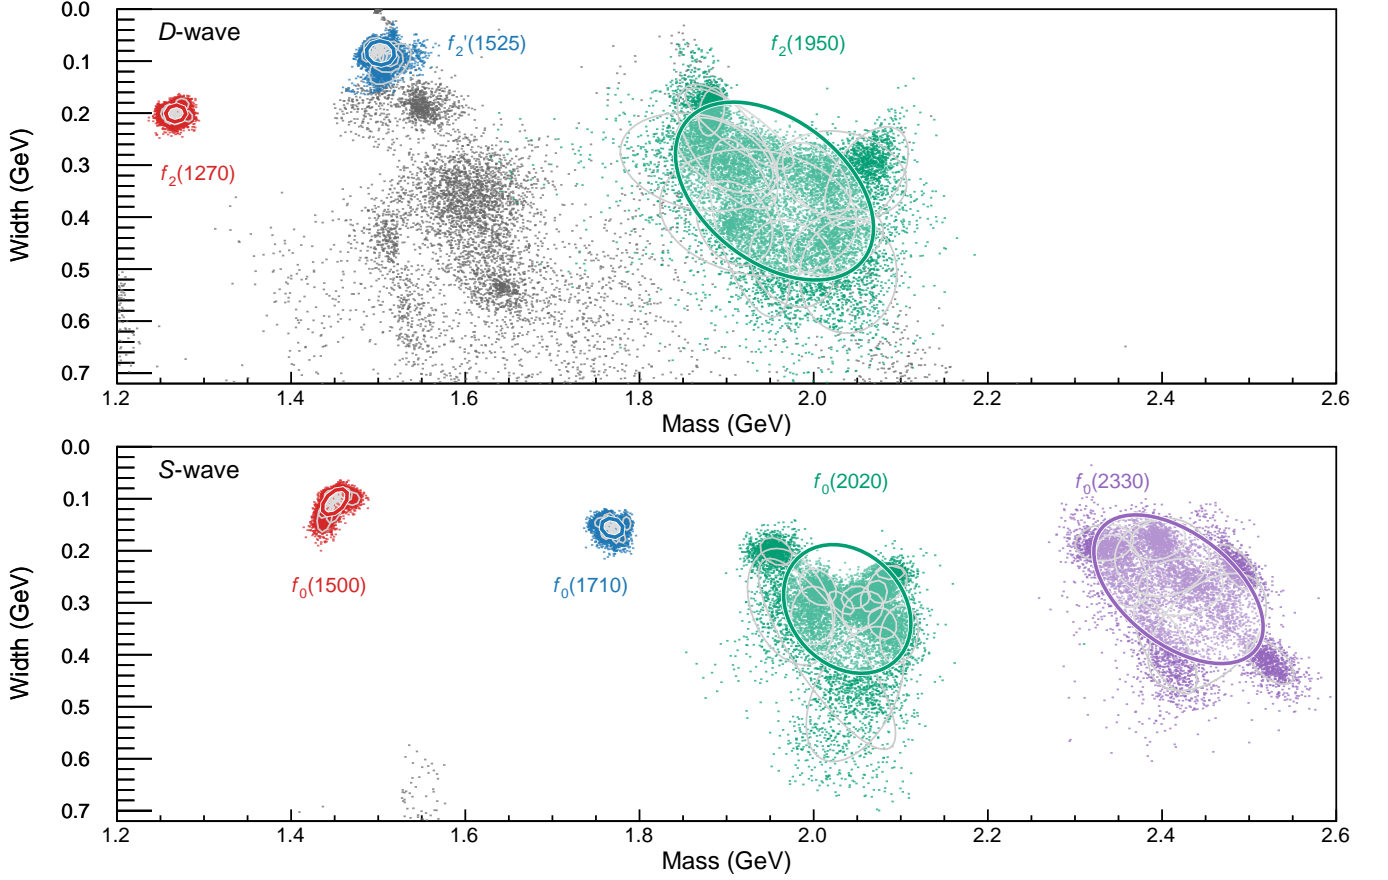 D-wave
f2'(1525)
f2(1950)
f2(1270)
0.0
0.1
0.2
0.3
0.4
0.5
0.6
0.7
Width (GeV)
1.2 1.4 1.6 1.8 2.0 2.2 2.4 2.6
Mass (GeV)
S-wave
f0(2020)
f0(2330)
f0(1500)
f0(1710)
0.0
0.1
0.2
0.3
0.4
0.5
0.6
0.7
Width (GeV)
1.2 1.4 1.6 1.8 2.0 2.2 2.4 2.6
Mass (GeV)